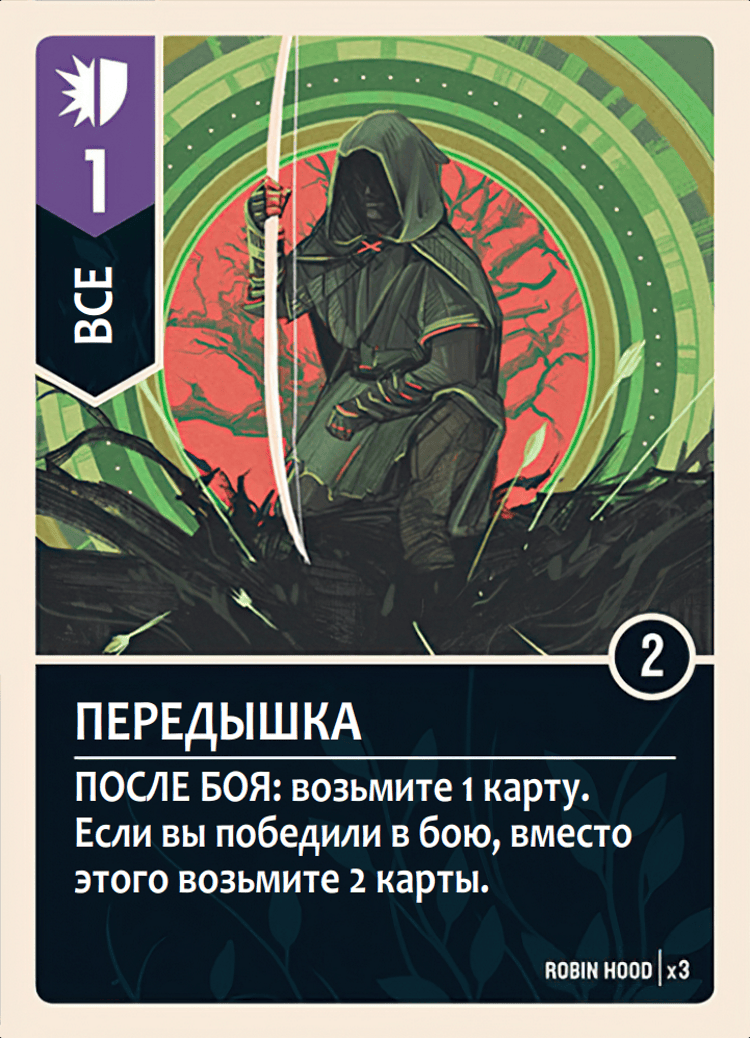 1
ВСЕ
2
ПЕРЕДЫШКА
ПОСЛЕ БОЯ: возьмите 1 карту.
Если вы победили в бою, вместо
этого возьмите 2 карты.
ROBIN HOOD | x3